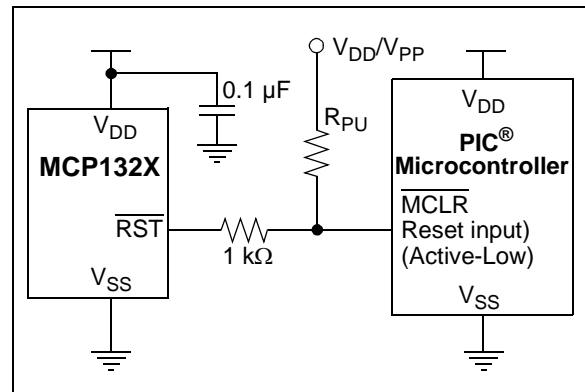 V_DD/V_PP
0.1 µF
V_DD
MCP132X
RST
V_SS
1 kΩ
R_PU
V_DD
PIC®
Microcontroller
MCLR
Reset input)
(Active-Low)
V_SS